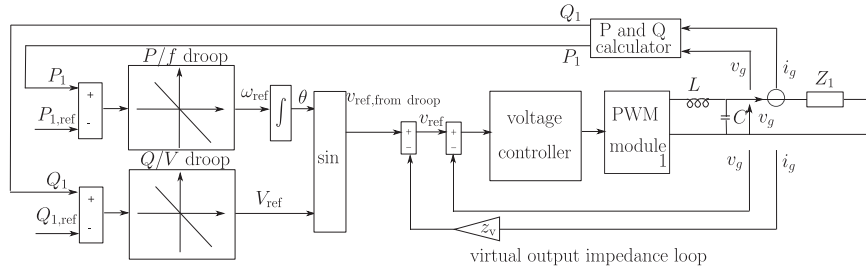 Q1
P and Q
calculator
P1
P/f droop
P1
+
-
P1,ref
ωref
∫
θ
vref,from droop
sin
+
−
vref
+
−
voltage
controller
PWM
module
1
L
C
vg
ig
Z1
vg
vg
ig
Q/V droop
Q1
+
-
Q1,ref
Vref
zv
virtual output impedance loop